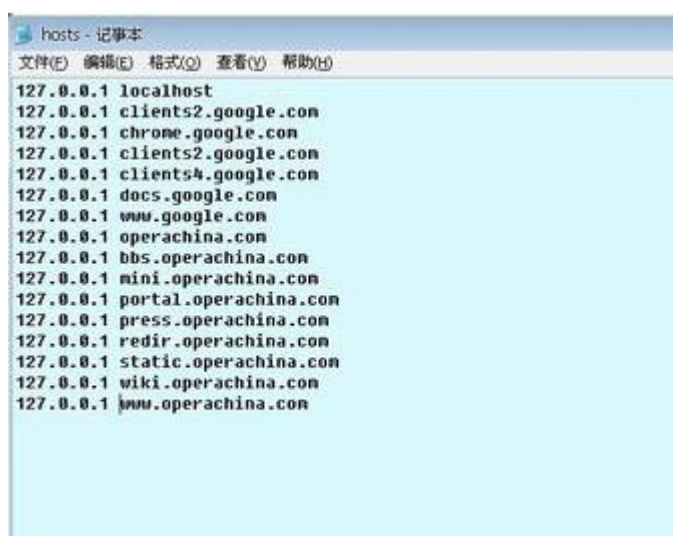 hosts - 记事本
文件(F) 编辑(E) 格式(O) 查看(V) 帮助(H)
127.0.0.1 localhost
127.0.0.1 clients2.google.com
127.0.0.1 chrome.google.com
127.0.0.1 clients2.google.com
127.0.0.1 clients4.google.com
127.0.0.1 docs.google.com
127.0.0.1 www.google.com
127.0.0.1 operachina.com
127.0.0.1 bbs.operachina.com
127.0.0.1 mini.operachina.com
127.0.0.1 portal.operachina.com
127.0.0.1 press.operachina.com
127.0.0.1 redir.operachina.com
127.0.0.1 static.operachina.com
127.0.0.1 wiki.operachina.com
127.0.0.1 www.operachina.com